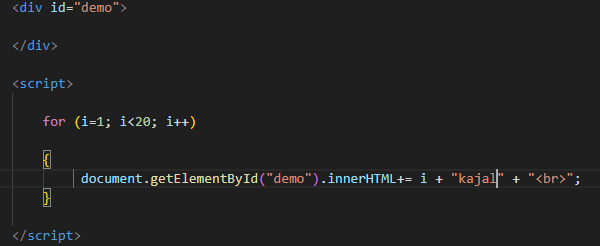 <div id="demo">
</div>
<script>
for (i=1; i<20; i++)
{
document.getElementById("demo").innerHTML+= i + "kajal" + "<br>";
}
</script>